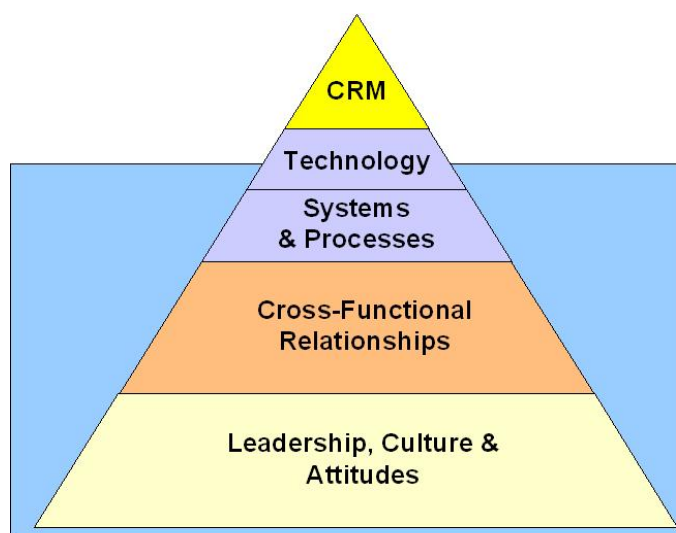 CRM
Technology
Systems
& Processes
Cross-Functional
Relationships
Leadership, Culture &
Attitudes